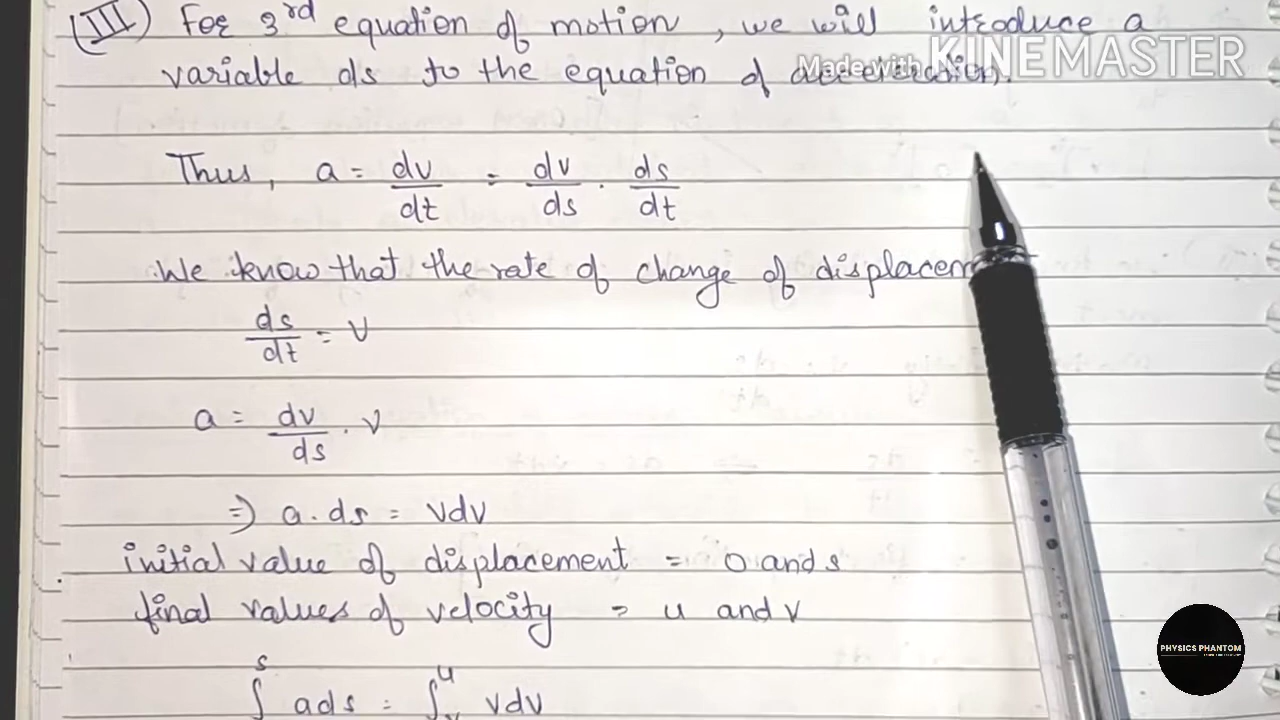 (III) For 3rd equation of motion, we will introduce a
variable ds to the equation of acceleration.
Made with KINEMASTER
Thus, a = dv/dt = dv/ds . ds/dt
We know that the rate of change of
ds/dt = v
a = dv/ds . v
=) a.ds = vdv
initial value of displacement = 0 and s
final values of velocity = u and v
∫ s ads = ∫ u v vdv
PHYSICS PHANTOM